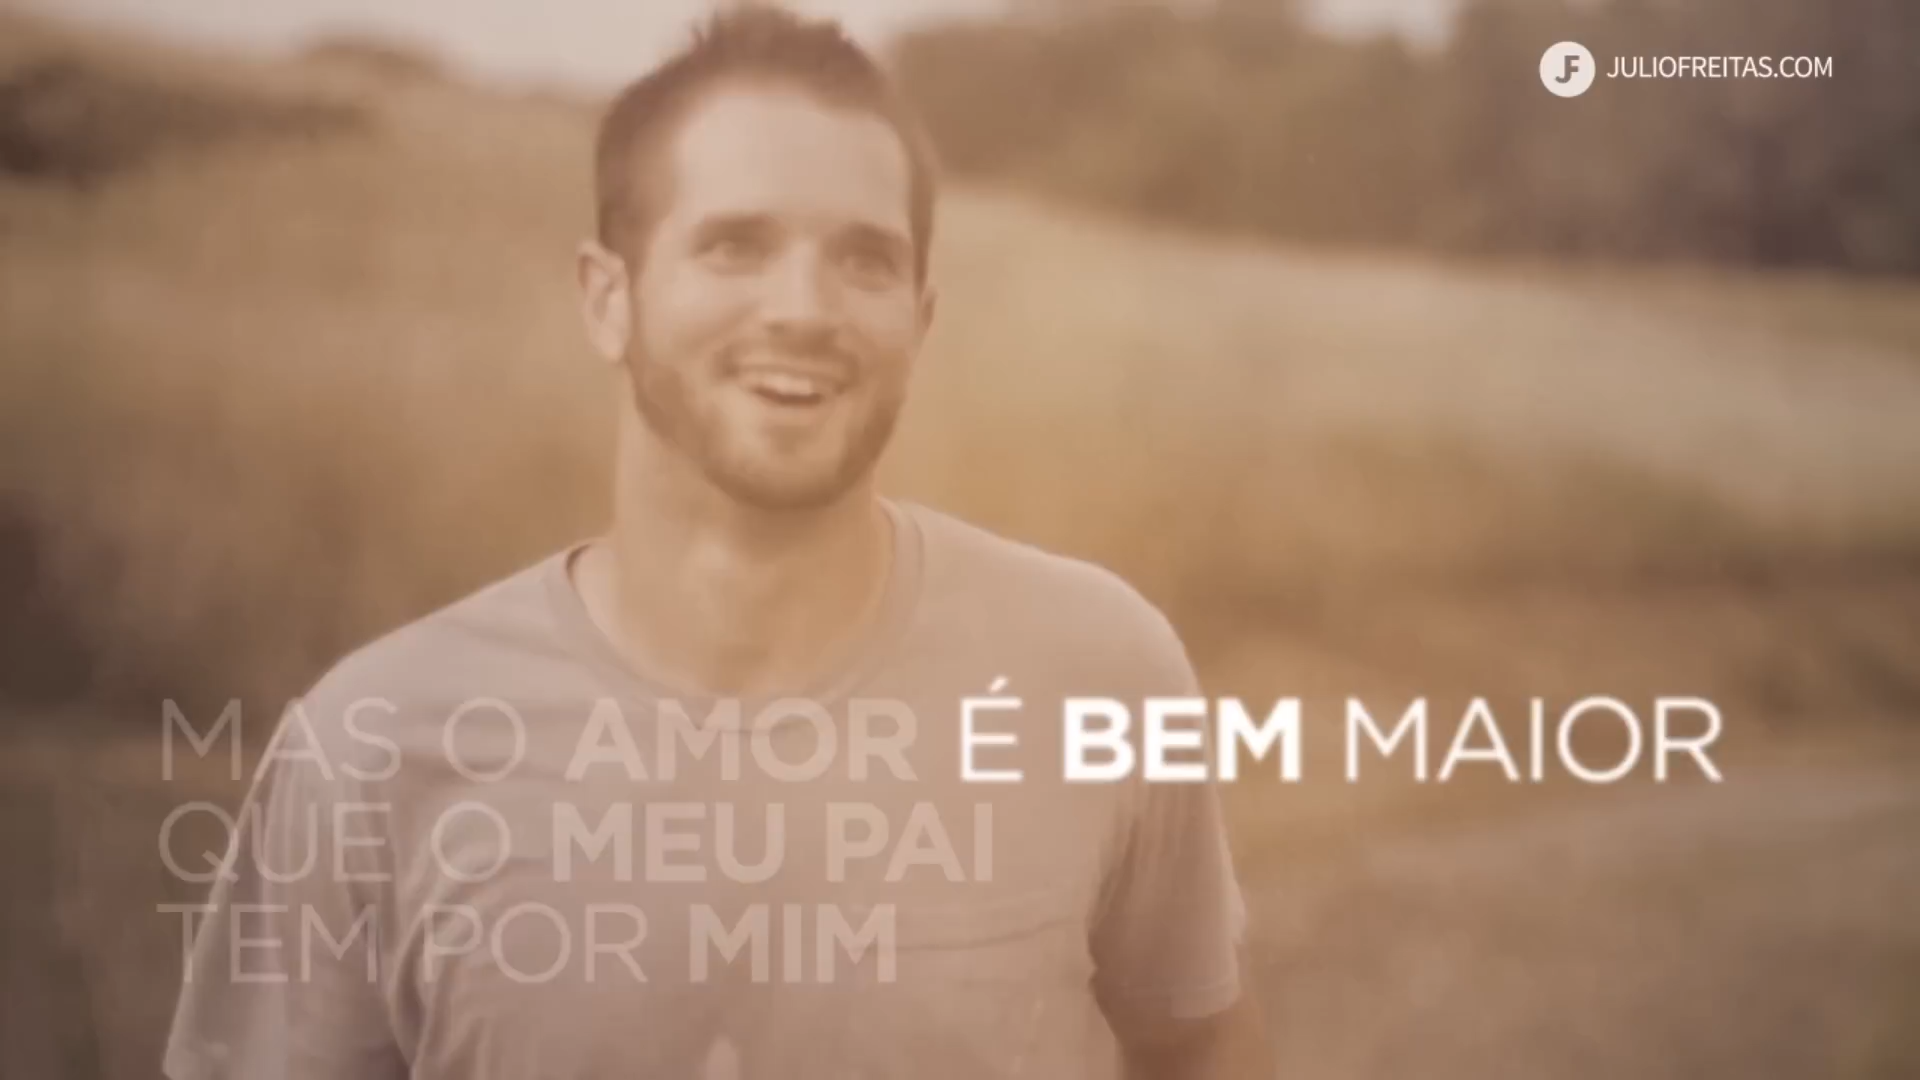 JF JULIOFREITAS.COM
MAS O AMOR É BEM MAIOR
QUE O MEU PAI
TEM POR MIM